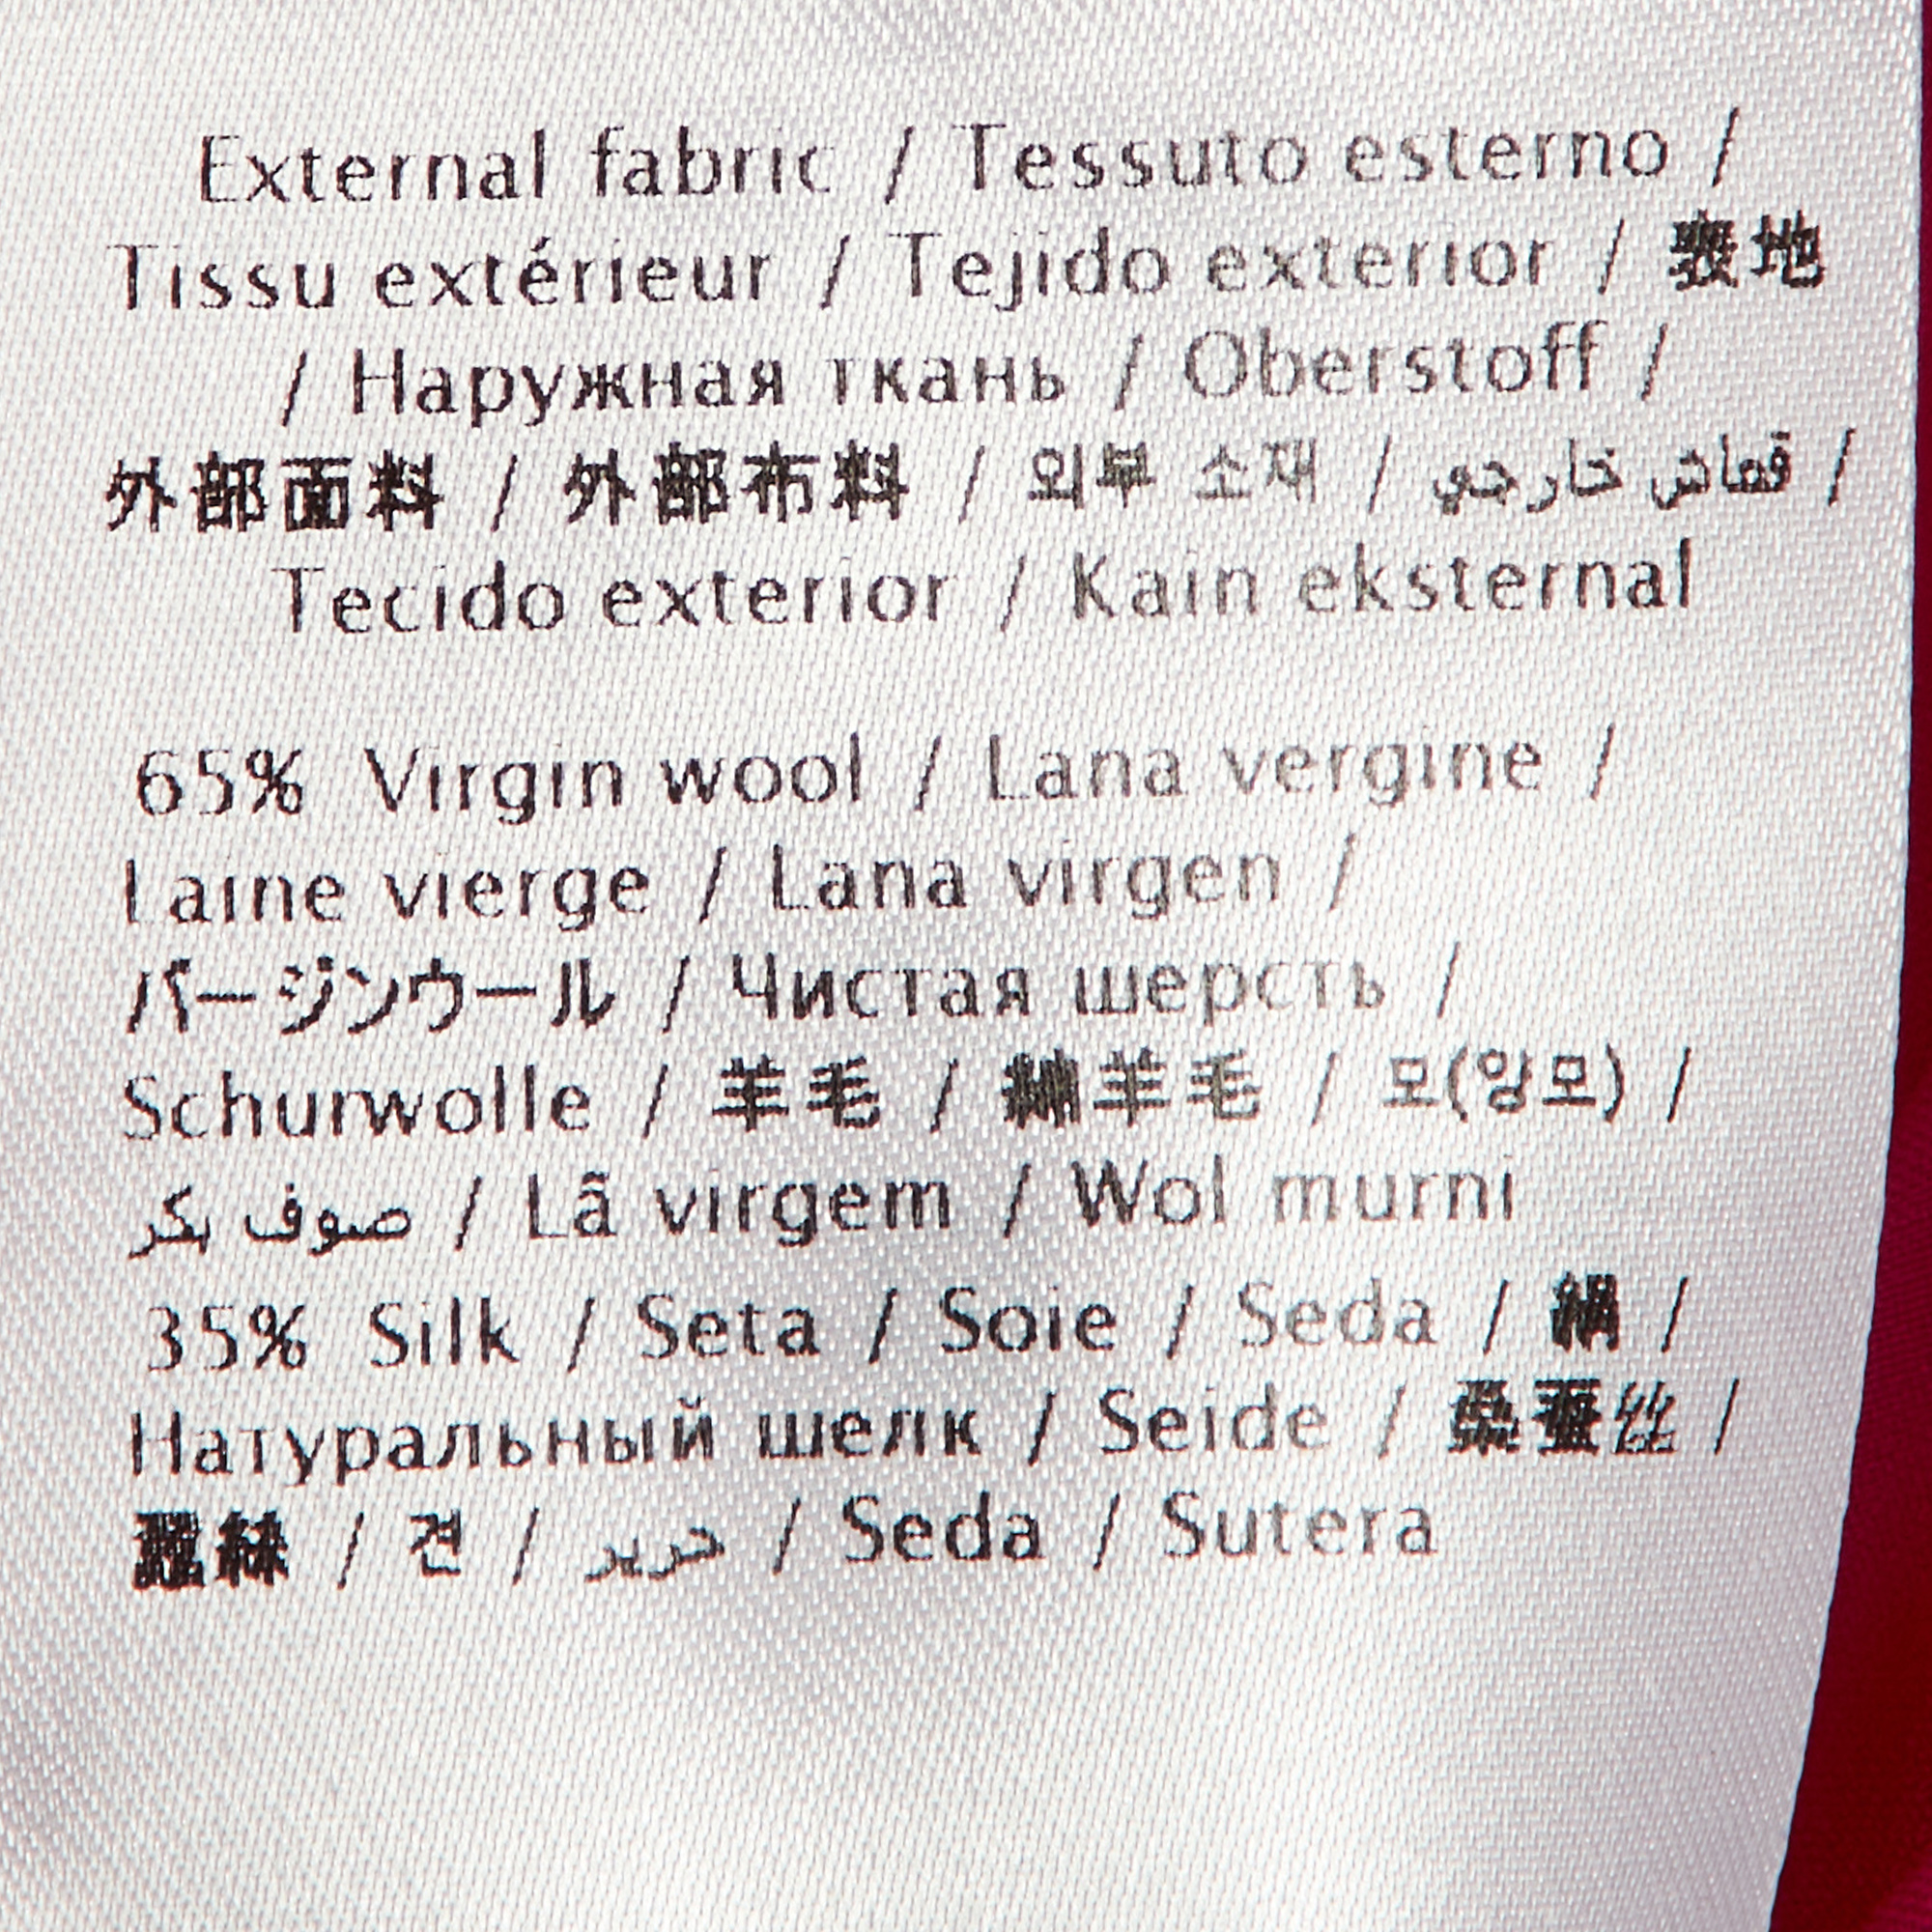 External fabric / Tessuto esterno /
Tissu extérieur / Tejido exterior / 表地
/ Наружная ткань / Oberstoff /
外部面料 / 外部布料 / 외부 소재 / قماش خارجي /
Tecido exterior / Kain eksternal
65% Virgin wool / Lana vergine /
Laine vierge / Lana virgen /
バージンウール / Чистая шерсть /
Schurwolle / 羊毛 / 綿羊毛 / 모(양모) /
صوف بكر / Lã virgem / Wol murni
35% Silk / Seta / Soie / Seda / 絹 /
Натуральный шелк / Seide / 桑蚕丝 /
蠶絲 / 견 / حرير / Seda / Sutera